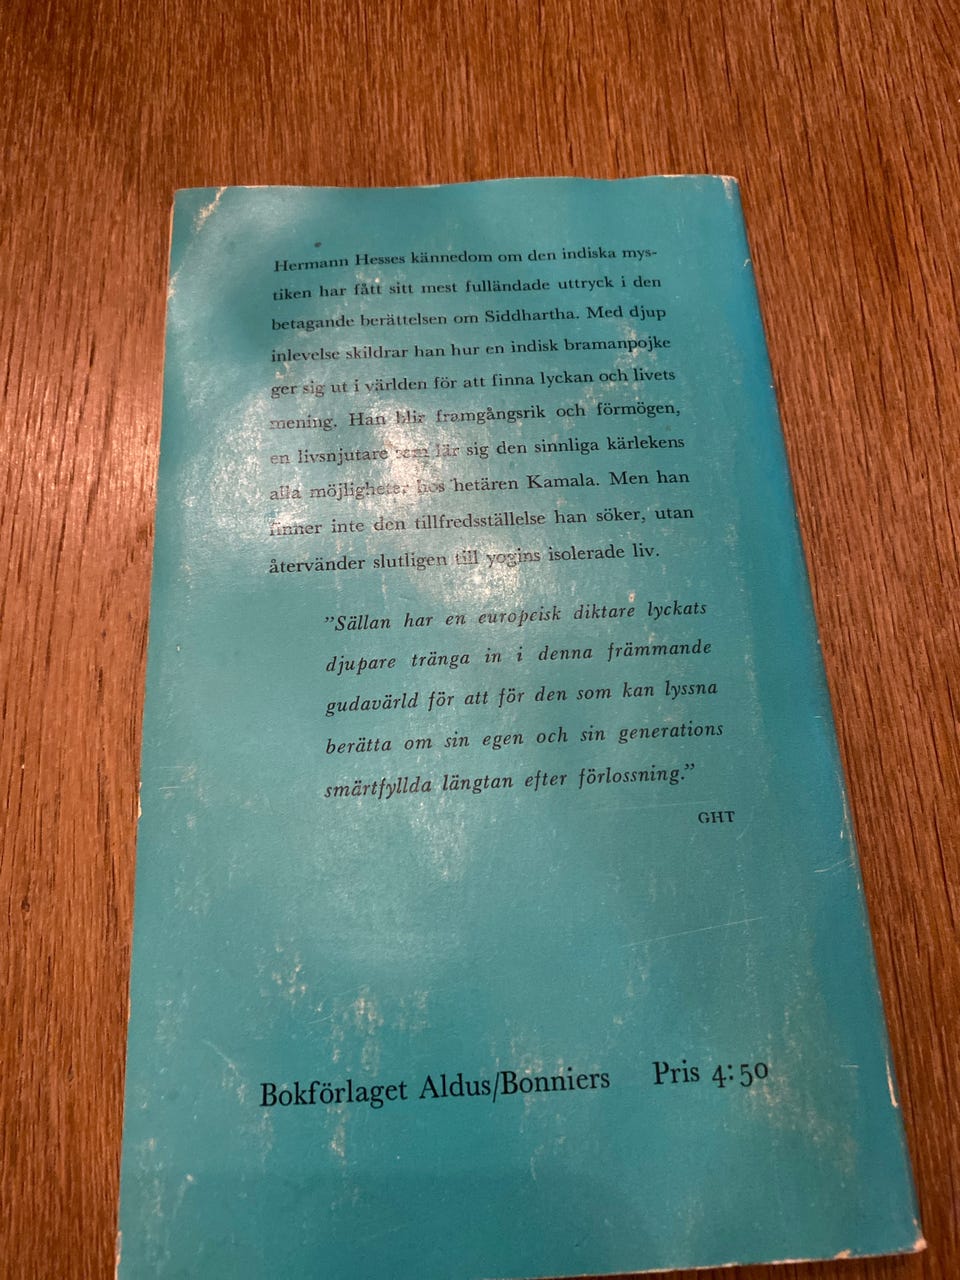 Hermann Hesses kännedom om den indiska mys-
tiken har fått sitt mest fulländade uttryck i den
betagande berättelsen om Siddhartha. Med djup
inlevelse skildrar han hur en indisk bramanpojke
ger sig ut i världen för att finna lyckan och livets
mening. Han blir framgångsrik och förmögen,
en livsnjutare som lär sig den sinnliga kärlekens
alla möjligheter hos hetären Kamala. Men han
finner inte den tillfredsställelse han söker, utan
återvänder slutligen till yogins isolerade liv.
”Sällan har en europeisk diktare lyckats
djupare tränga in i denna främmande
gudavärld för att för den som kan lyssna
berätta om sin egen och sin generations
smärtfyllda längtan efter förlossning.”
GHT
Bokförlaget Aldus/Bonniers Pris 4:50